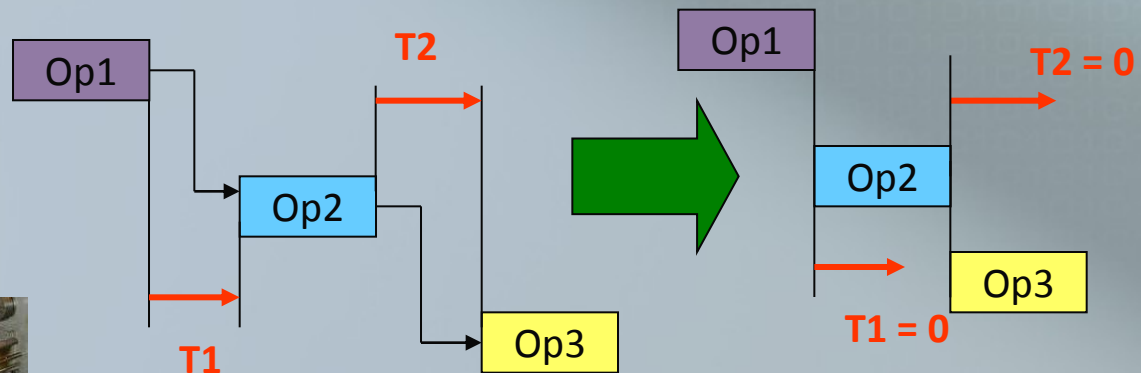 Op1
T2
Op2
T1
Op3
Op1
T2 = 0
Op2
Op3
T1 = 0